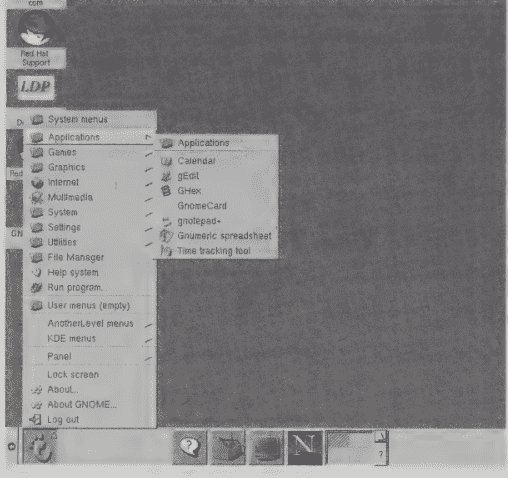 com
Red Hat
Support
LDP
System menus
Applications
Games
Graphics
Internet
Multimedia
System
Settings
Utilities
File Manager
Help system
Run program...
User menus (empty)
AnotherLevel menus
KDE menus
Panel
Lock screen
About...
About GNOME...
Log out
Applications
Calendar
gEdit
GHex
GnomeCard
gnotepad+
Gnumeric spreadsheet
Time tracking tool
GN
N
?
?